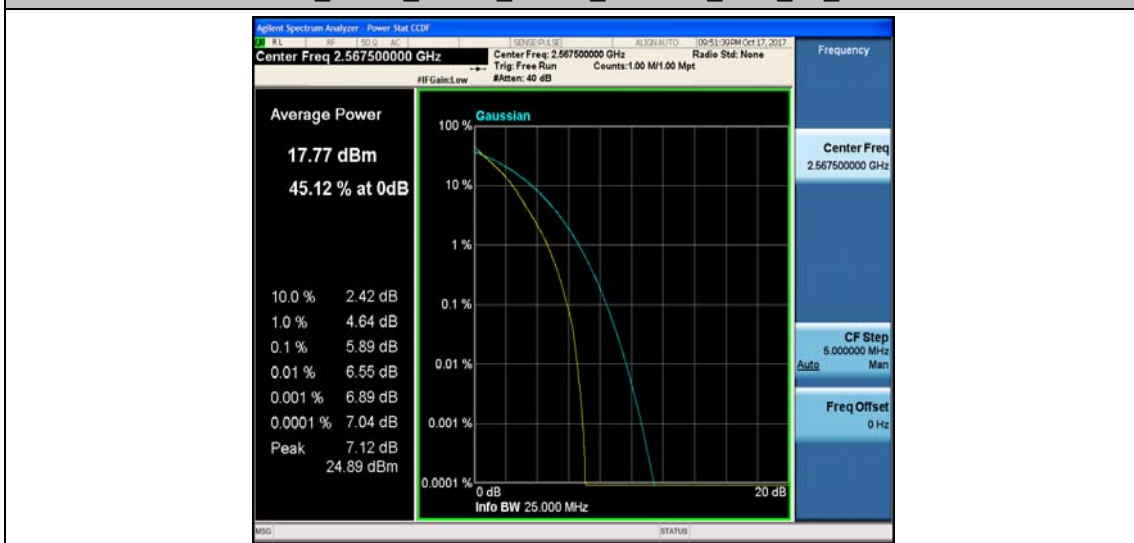 Agilent Spectrum Analyzer - Power Stat CCDF
RL RF 50 Ω AC SENSE:PULSE ALIGN AUTO 09:51:39PM Oct 17, 2017
Center Freq 2.567500000 GHz
Center Freq: 2.567500000 GHz Radio Std: None
Trig: Free Run Counts:1.00 M/1.00 Mpt
#IFGain:Low #Atten: 40 dB
Frequency
Average Power
17.77 dBm
45.12 % at 0dB
10.0 % 2.42 dB
1.0 % 4.64 dB
0.1 % 5.89 dB
0.01 % 6.55 dB
0.001 % 6.89 dB
0.0001 % 7.04 dB
Peak 7.12 dB
24.89 dBm
Gaussian
100 %
10 %
1 %
0.1 %
0.01 %
0.001 %
0.0001 %
0 dB 20 dB
Info BW 25.000 MHz
Center Freq
2.567500000 GHz
CF Step
5.000000 MHz
Auto Man
Freq Offset
0 Hz
MSG STATUS